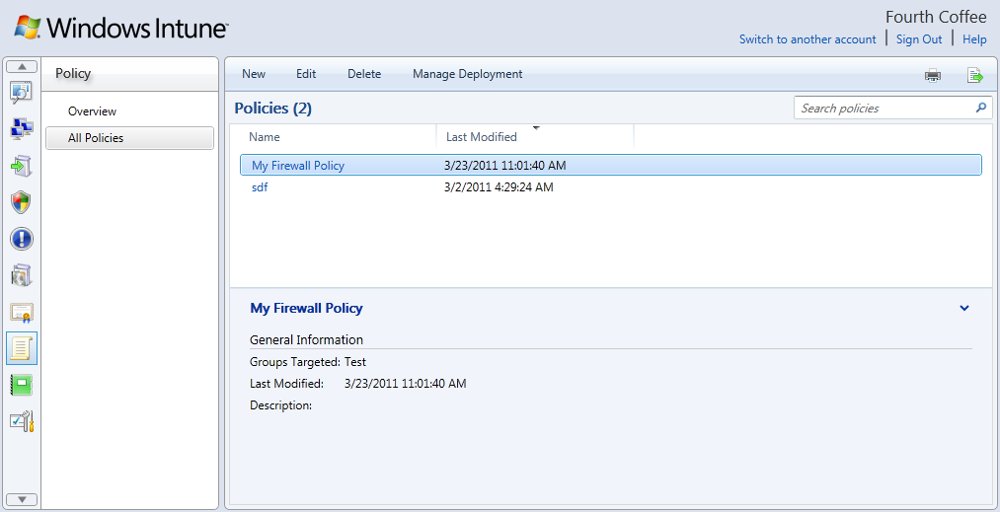 Windows Intune™
Fourth Coffee
Switch to another account | Sign Out | Help
Policy
Overview
All Policies
New Edit Delete Manage Deployment
Policies (2)
Search policies
Name Last Modified
My Firewall Policy 3/23/2011 11:01:40 AM
sdf 3/2/2011 4:29:24 AM
My Firewall Policy
General Information
Groups Targeted: Test
Last Modified: 3/23/2011 11:01:40 AM
Description: